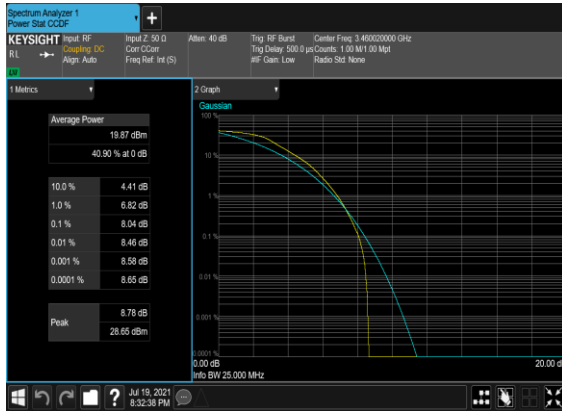 Spectrum Analyzer 1
Power Stat CCDF
+
KEYSIGHT
RL
LXI
Input: RF
Coupling: DC
Align: Auto
Input Z: 50 Ω
Corr CCorr
Freq Ref: Int (S)
Atten: 40 dB
Trig: RF Burst
Trig Delay: 500.0 µs
#IF Gain: Low
Center Freq: 3.460020000 GHz
Counts: 1.00 M/1.00 Mpt
Radio Std: None
1 Metrics
Average Power
19.87 dBm
40.90 % at 0 dB
10.0 % 4.41 dB
1.0 % 6.82 dB
0.1 % 8.04 dB
0.01 % 8.46 dB
0.001 % 8.58 dB
0.0001 % 8.65 dB
Peak
8.78 dB
28.65 dBm
2 Graph
Gaussian
100 %
10 %
1 %
0.1 %
0.01 %
0.001 %
0.0001 %
0.00 dB
20.00 d
Info BW 25.000 MHz
?
Jul 19, 2021
8:32:38 PM